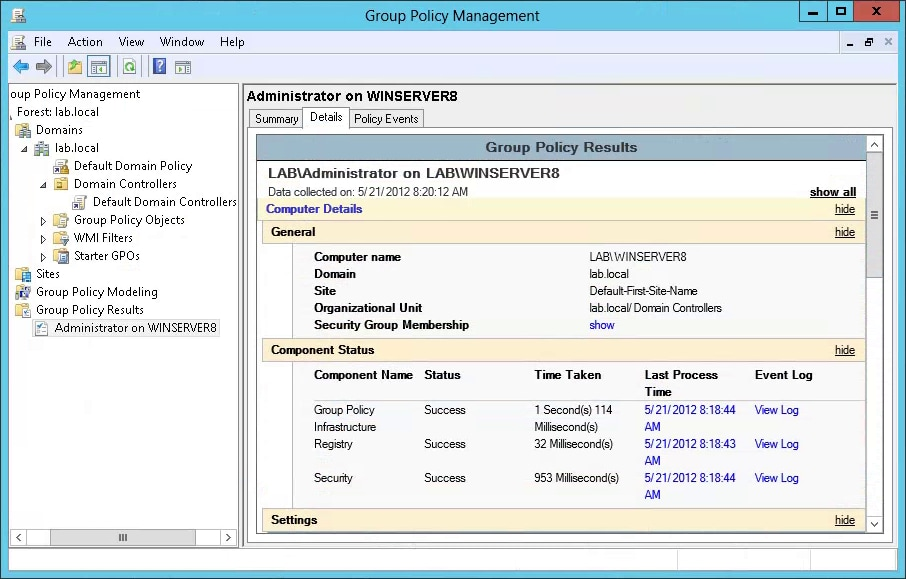 Group Policy Management
File Action View Window Help
oup Policy Management
Forest: lab.local
Domains
lab.local
Default Domain Policy
Domain Controllers
Default Domain Controllers
Group Policy Objects
WMI Filters
Starter GPOs
Sites
Group Policy Modeling
Group Policy Results
Administrator on WINSERVER8
Administrator on WINSERVER8
Summary Details Policy Events
Group Policy Results
LAB\Administrator on LAB\WINSERVER8
Data collected on: 5/21/2012 8:20:12 AM show all
Computer Details hide
General hide
Computer name LAB\WINSERVER8
Domain lab.local
Site Default-First-Site-Name
Organizational Unit lab.local/Domain Controllers
Security Group Membership show
Component Status hide
Component Name Status Time Taken Last Process Event Log
Time
Group Policy Success 1 Second(s) 114 5/21/2012 8:18:44 View Log
Infrastructure Millisecond(s) AM
Registry Success 32 Millisecond(s) 5/21/2012 8:18:43 View Log
AM
Security Success 953 Millisecond(s) 5/21/2012 8:18:44 View Log
AM
Settings hide